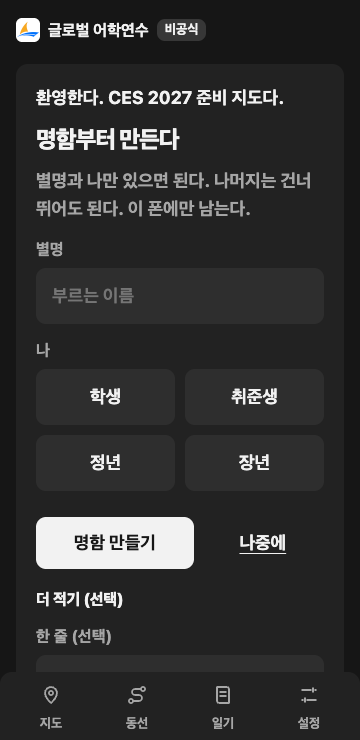 글로벌 어학연수 비공식
환영한다. CES 2027 준비 지도다.
명함부터 만든다
별명과 나만 있으면 된다. 나머지는 건너
뛰어도 된다. 이 폰에만 남는다.
별명
부르는 이름
나
학생 취준생
정년 장년
명함 만들기 나중에
더 적기 (선택)
한 줄 (선택)
지도 동선 일기 설정